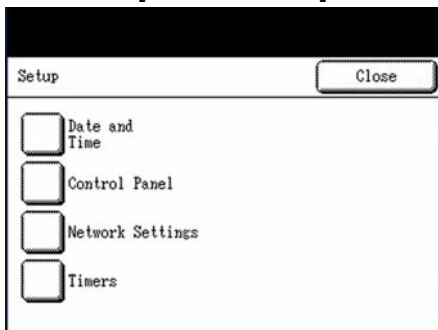 Setup
Close
Date and
Time
Control Panel
Network Settings
Timers